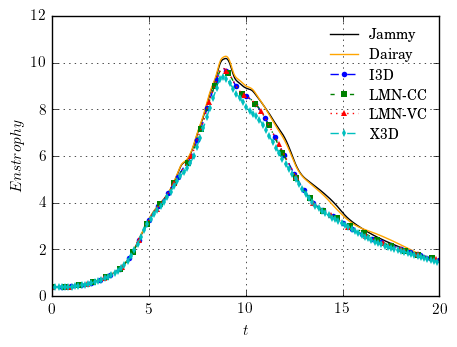 12
10
8
6
4
2
0
Enstrophy
0 5 10 15 20
t
Jammy
Dairay
I3D
LMN-CC
LMN-VC
X3D